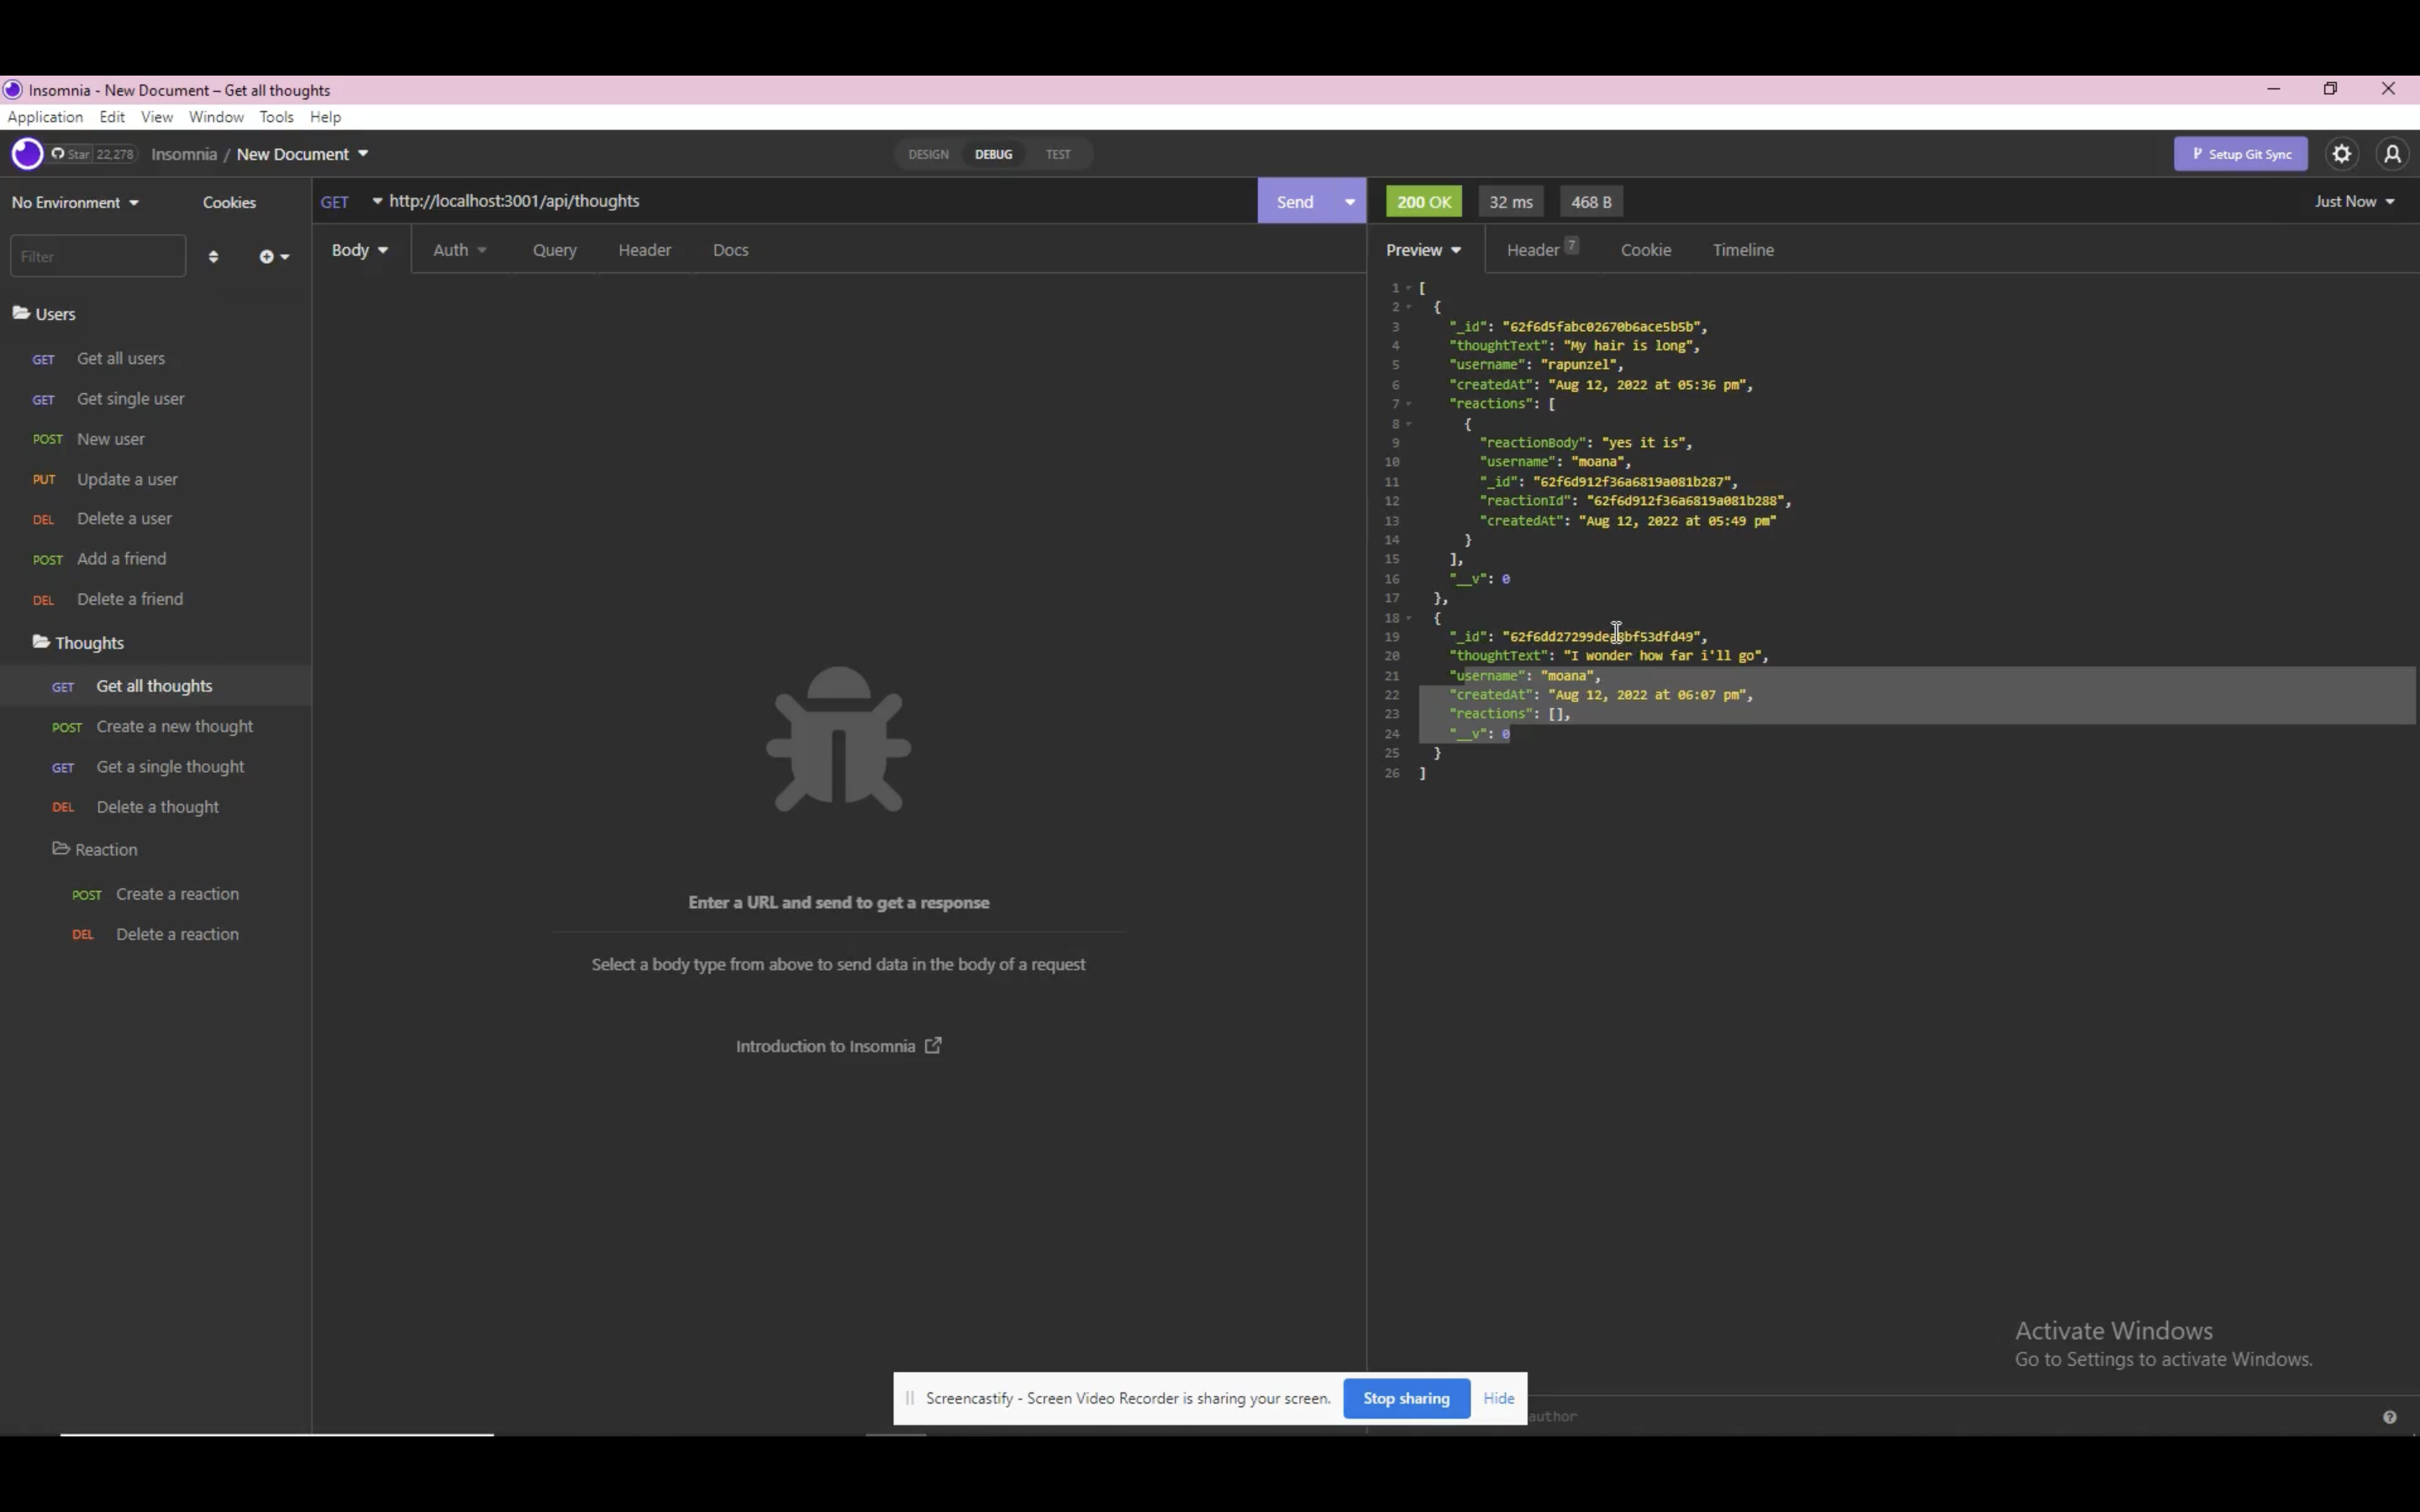 Insomnia - New Document – Get all thoughts
Application Edit View Window Tools Help
Star 22,278 Insomnia / New Document DESIGN DEBUG TEST Setup Git Sync
No Environment Cookies GET http://localhost:3001/api/thoughts Send 200 OK 32 ms 468 B Just Now
Filter Body Auth Query Header Docs Preview Header 7 Cookie Timeline
Users
GET Get all users
GET Get single user
POST New user
PUT Update a user
DEL Delete a user
POST Add a friend
DEL Delete a friend
Thoughts
GET Get all thoughts
POST Create a new thought
GET Get a single thought
DEL Delete a thought
Reaction
POST Create a reaction
DEL Delete a reaction
Enter a URL and send to get a response
Select a body type from above to send data in the body of a request
Introduction to Insomnia
1 [
2 {
3 "_id": "62f6d5fabc02670b6ace5b5b",
4 "thoughtText": "My hair is long",
5 "username": "rapunzel",
6 "createdAt": "Aug 12, 2022 at 05:36 pm",
7 "reactions": [
8 {
9 "reactionBody": "yes it is",
10 "username": "moana",
11 "_id": "62f6d912f36a6819a081b287",
12 "reactionId": "62f6d912f36a6819a081b288",
13 "createdAt": "Aug 12, 2022 at 05:49 pm"
14 }
15 ],
16 "__v": 0
17 },
18 {
19 "_id":
20 "thoughtText": "I wonder how far i'll go",
21 "username": "moana",
22 "createdAt": "Aug 12, 2022 at 06:07 pm",
23 "reactions": [],
24 "__v": 0
25 }
26 ]
Activate Windows
Go to Settings to activate Windows.
Screencastify - Screen Video Recorder is sharing your screen. Stop sharing Hide
author